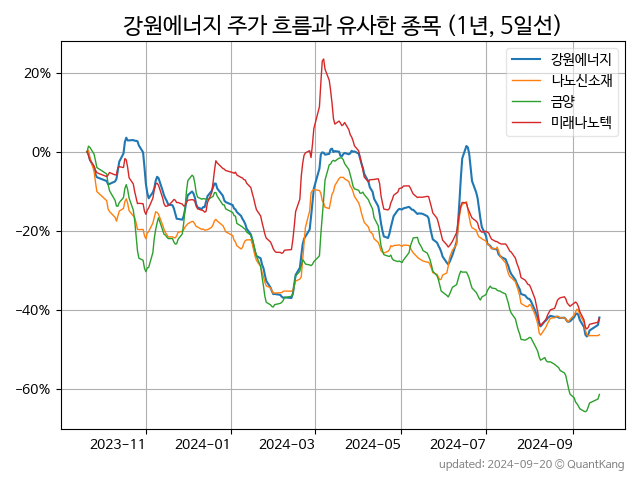 강원에너지 주가 흐름과 유사한 종목 (1년, 5일선)
강원에너지
나노신소재
금양
미래나노텍
20%
0%
−20%
−40%
−60%
2023-11 2024-01 2024-03 2024-05 2024-07 2024-09
updated: 2024-09-20 © QuantKang